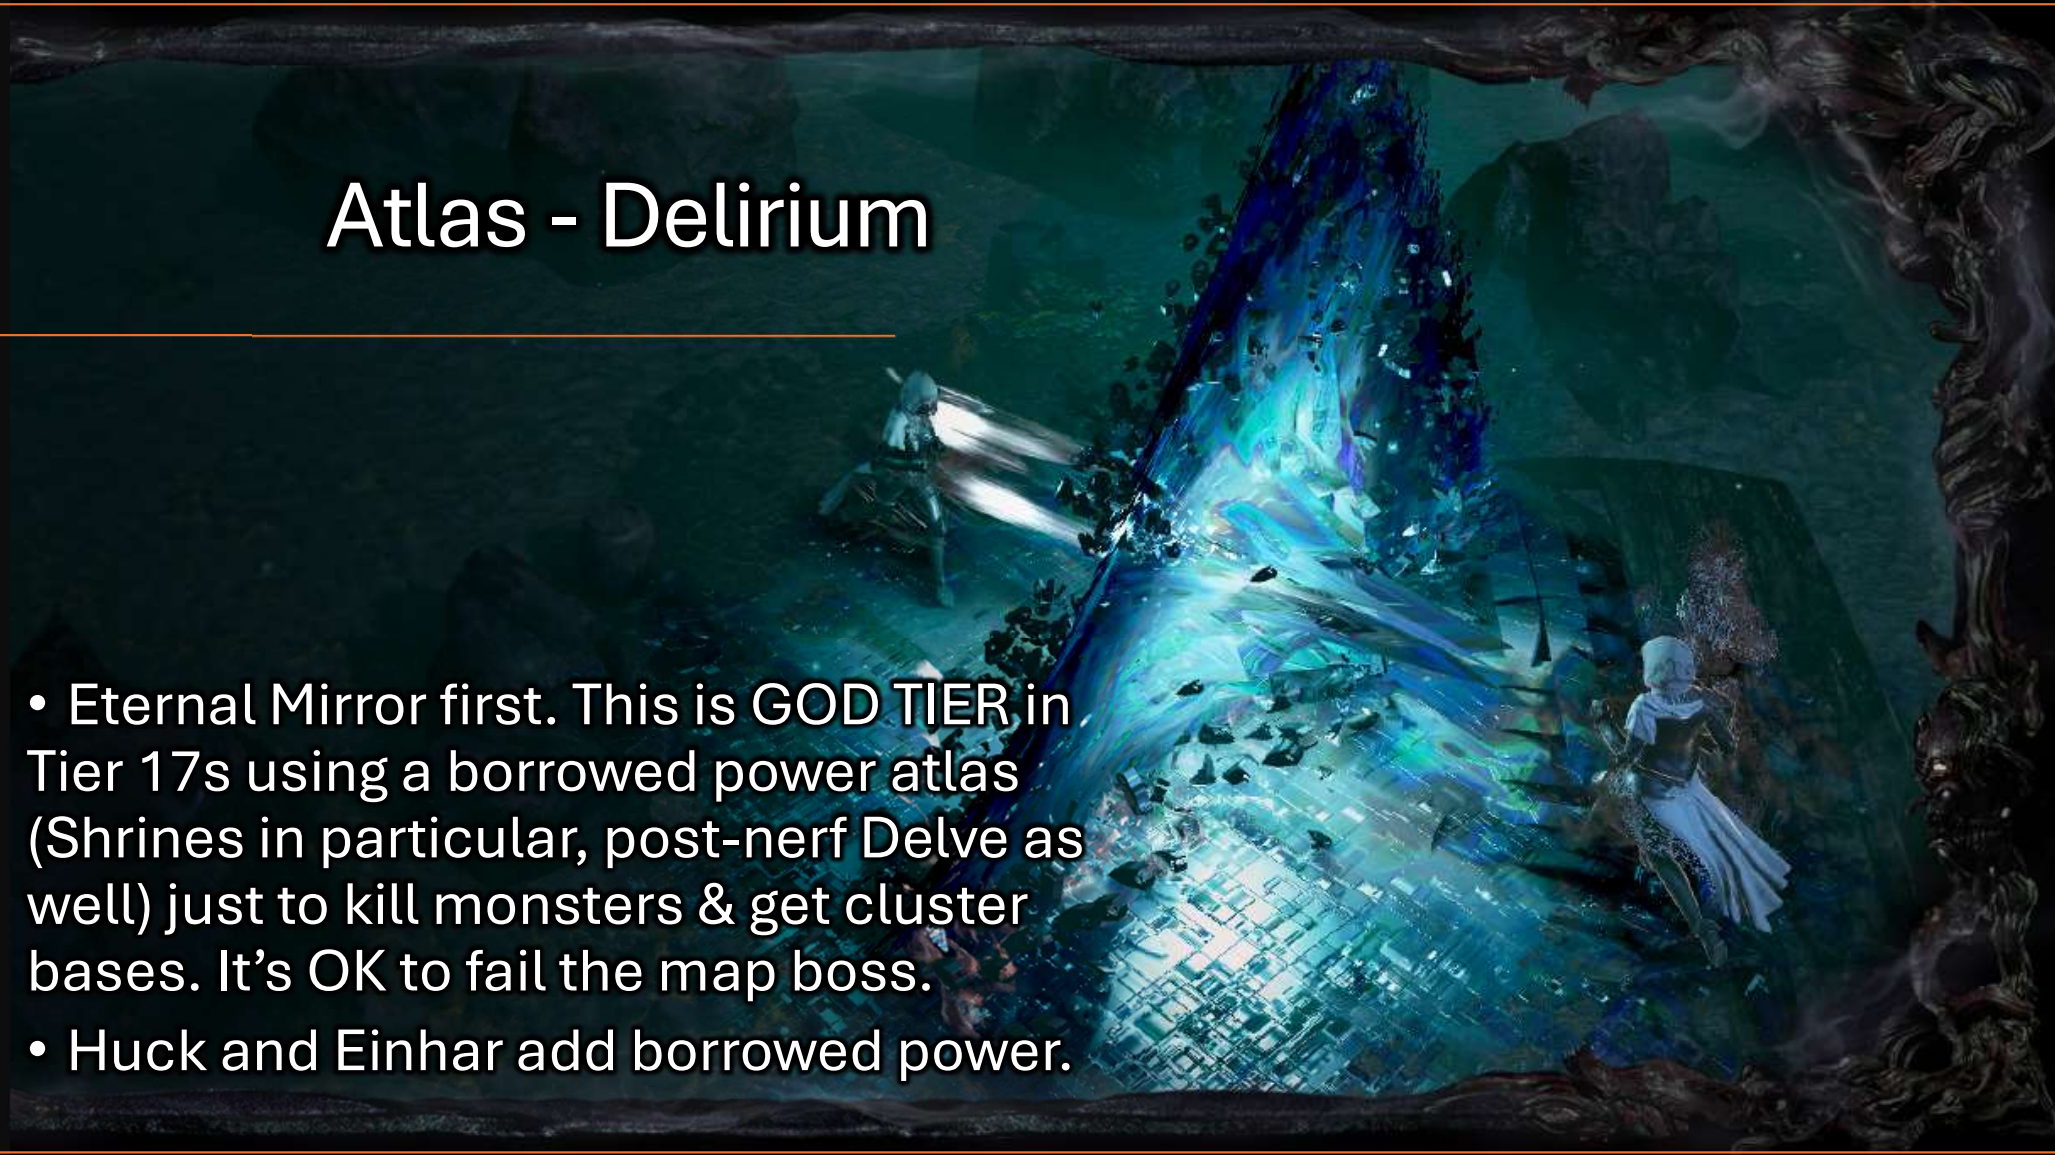 Atlas - Delirium
• Eternal Mirror first. This is GOD TIER in
Tier 17s using a borrowed power atlas
(Shrines in particular, post-nerf Delve as
well) just to kill monsters & get cluster
bases. It’s OK to fail the map boss.
• Huck and Einhar add borrowed power.